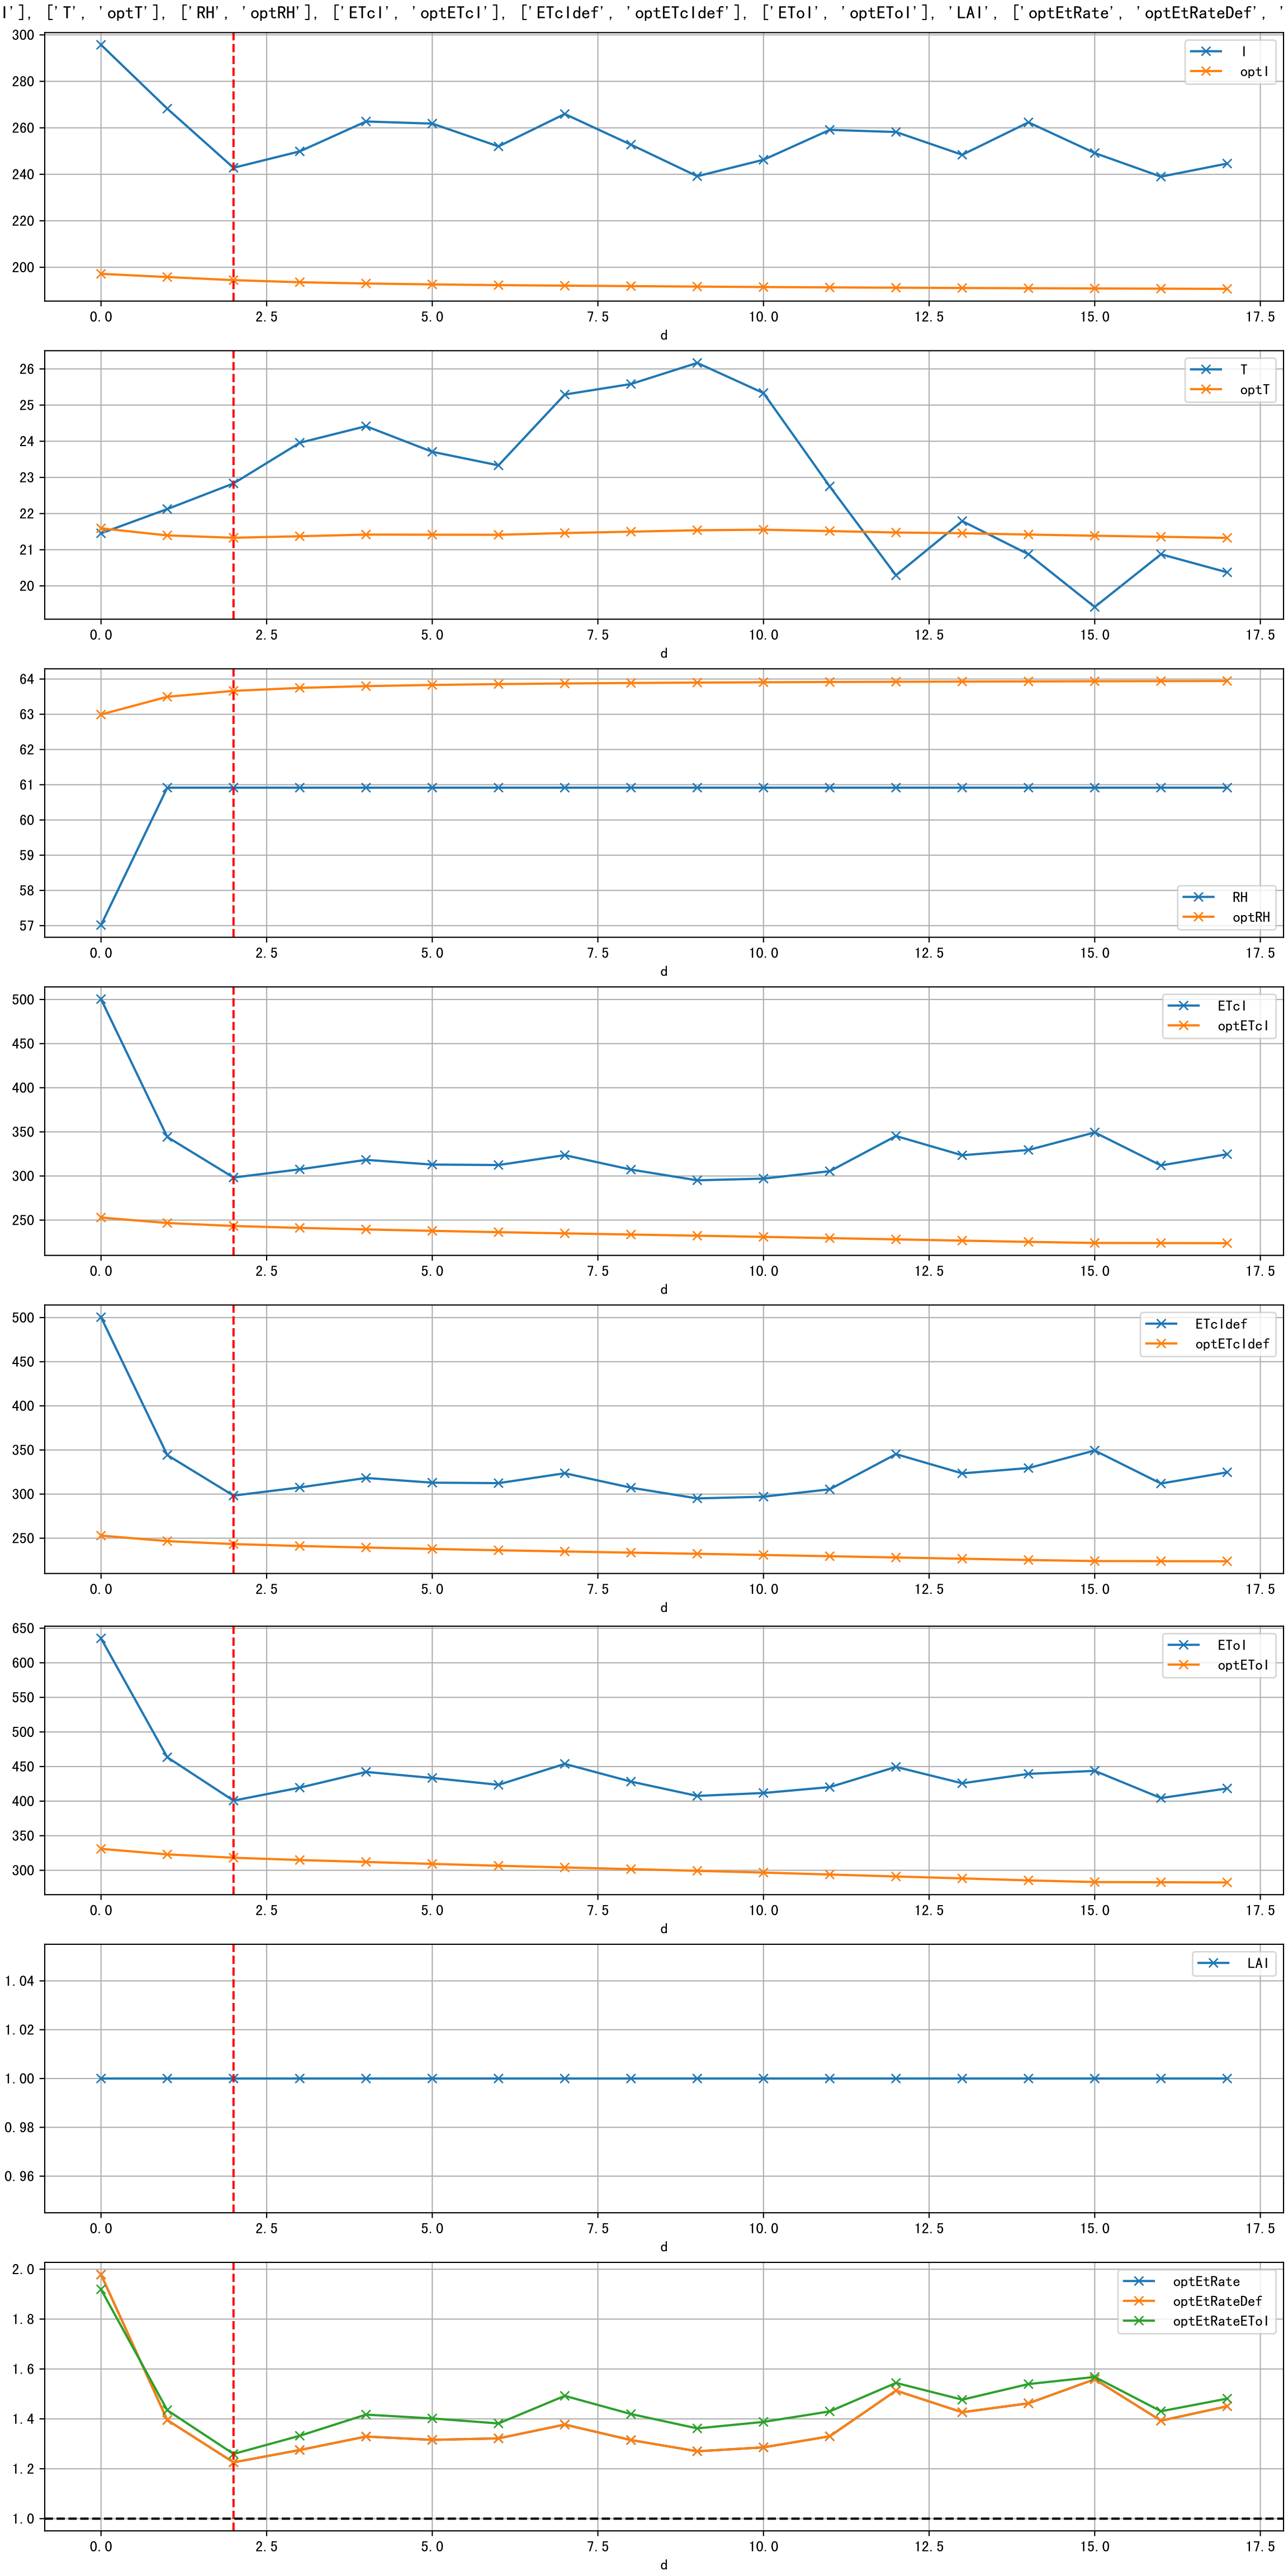 I'], ['T', 'optT'], ['RH', 'optRH'], ['ETcI', 'optETcI'], ['ETcIdef', 'optETcIdef'], ['EToI', 'optEToI'], 'LAI', ['optEtRate', 'optEtRateDef', '
300
280
260
240
220
200
I
optI
0.0 2.5 5.0 7.5 10.0 12.5 15.0 17.5
d
26
25
24
23
22
21
20
T
optT
0.0 2.5 5.0 7.5 10.0 12.5 15.0 17.5
d
64
63
62
61
60
59
58
57
RH
optRH
0.0 2.5 5.0 7.5 10.0 12.5 15.0 17.5
d
500
450
400
350
300
250
ETcI
optETcI
0.0 2.5 5.0 7.5 10.0 12.5 15.0 17.5
d
500
450
400
350
300
250
ETcIdef
optETcIdef
0.0 2.5 5.0 7.5 10.0 12.5 15.0 17.5
d
650
600
550
500
450
400
350
300
EToI
optEToI
0.0 2.5 5.0 7.5 10.0 12.5 15.0 17.5
d
1.04
1.02
1.00
0.98
0.96
LAI
0.0 2.5 5.0 7.5 10.0 12.5 15.0 17.5
d
2.0
1.8
1.6
1.4
1.2
1.0
optEtRate
optEtRateDef
optEtRateEToI
0.0 2.5 5.0 7.5 10.0 12.5 15.0 17.5
d